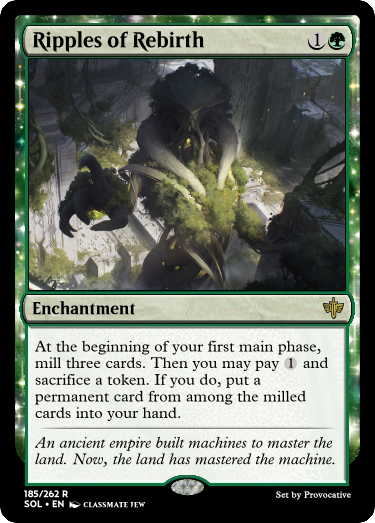 Ripples of Rebirth 1
Enchantment
At the beginning of your first main phase,
mill three cards. Then you may pay 1 and
sacrifice a token. If you do, put a
permanent card from among the milled
cards into your hand.
An ancient empire built machines to master the
land. Now, the land has mastered the machine.
185/262 R
SOL • EN CLASSMATE JEW
Set by Provocative